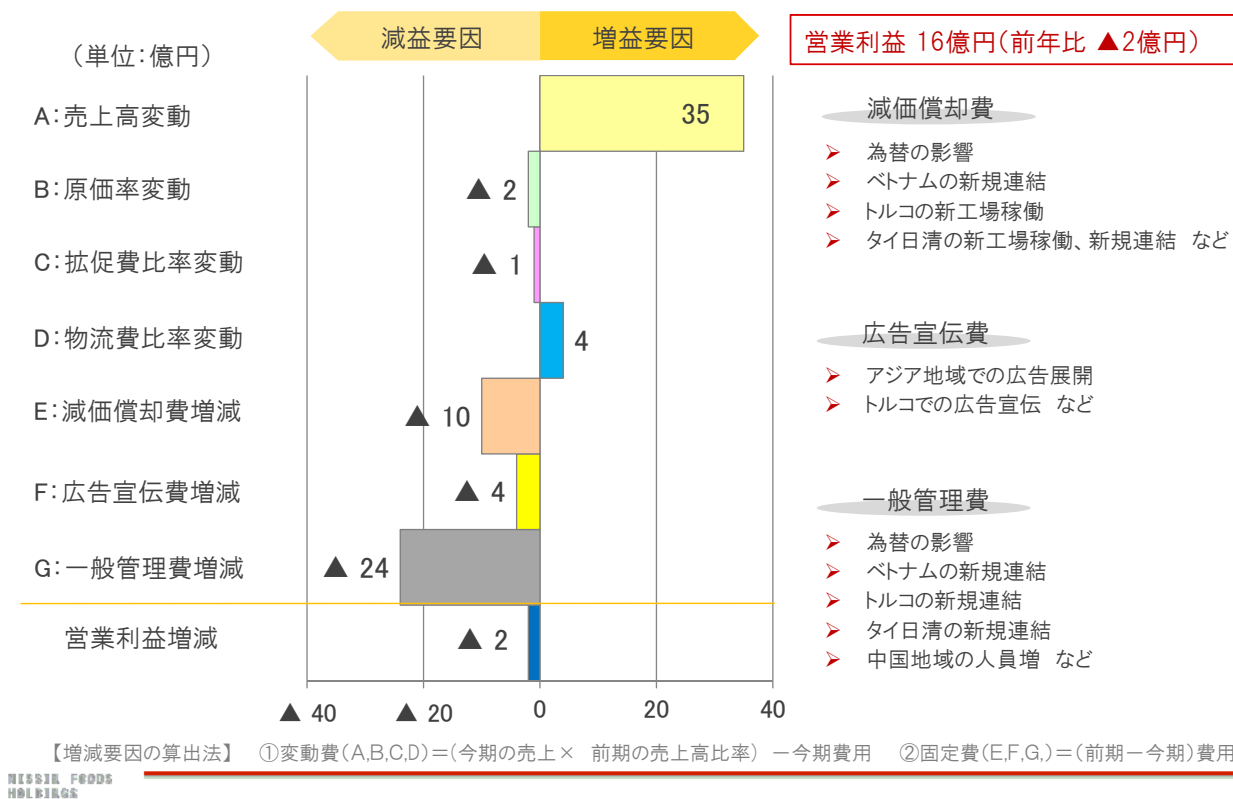 減益要因
増益要因
営業利益 16億円(前年比 ▲2億円)
(単位:億円)
A:売上高変動
35
B:原価率変動
▲ 2
C:拡促費比率変動
▲ 1
D:物流費比率変動
4
E:減価償却費増減
▲ 10
F:広告宣伝費増減
▲ 4
G:一般管理費増減
▲ 24
営業利益増減
▲ 2
▲ 40
▲ 20
0
20
40
減価償却費
➢ 為替の影響
➢ ベトナムの新規連結
➢ トルコの新工場稼働
➢ タイ日清の新工場稼働、新規連結 など
広告宣伝費
➢ アジア地域での広告展開
➢ トルコでの広告宣伝 など
一般管理費
➢ 為替の影響
➢ ベトナムの新規連結
➢ トルコの新規連結
➢ タイ日清の新規連結
➢ 中国地域の人員増 など
【増減要因の算出法】 ①変動費(A,B,C,D)=(今期の売上× 前期の売上高比率) -今期費用 ②固定費(E,F,G,)=(前期-今期)費用
NISSIN FOODS
HOLDINGS